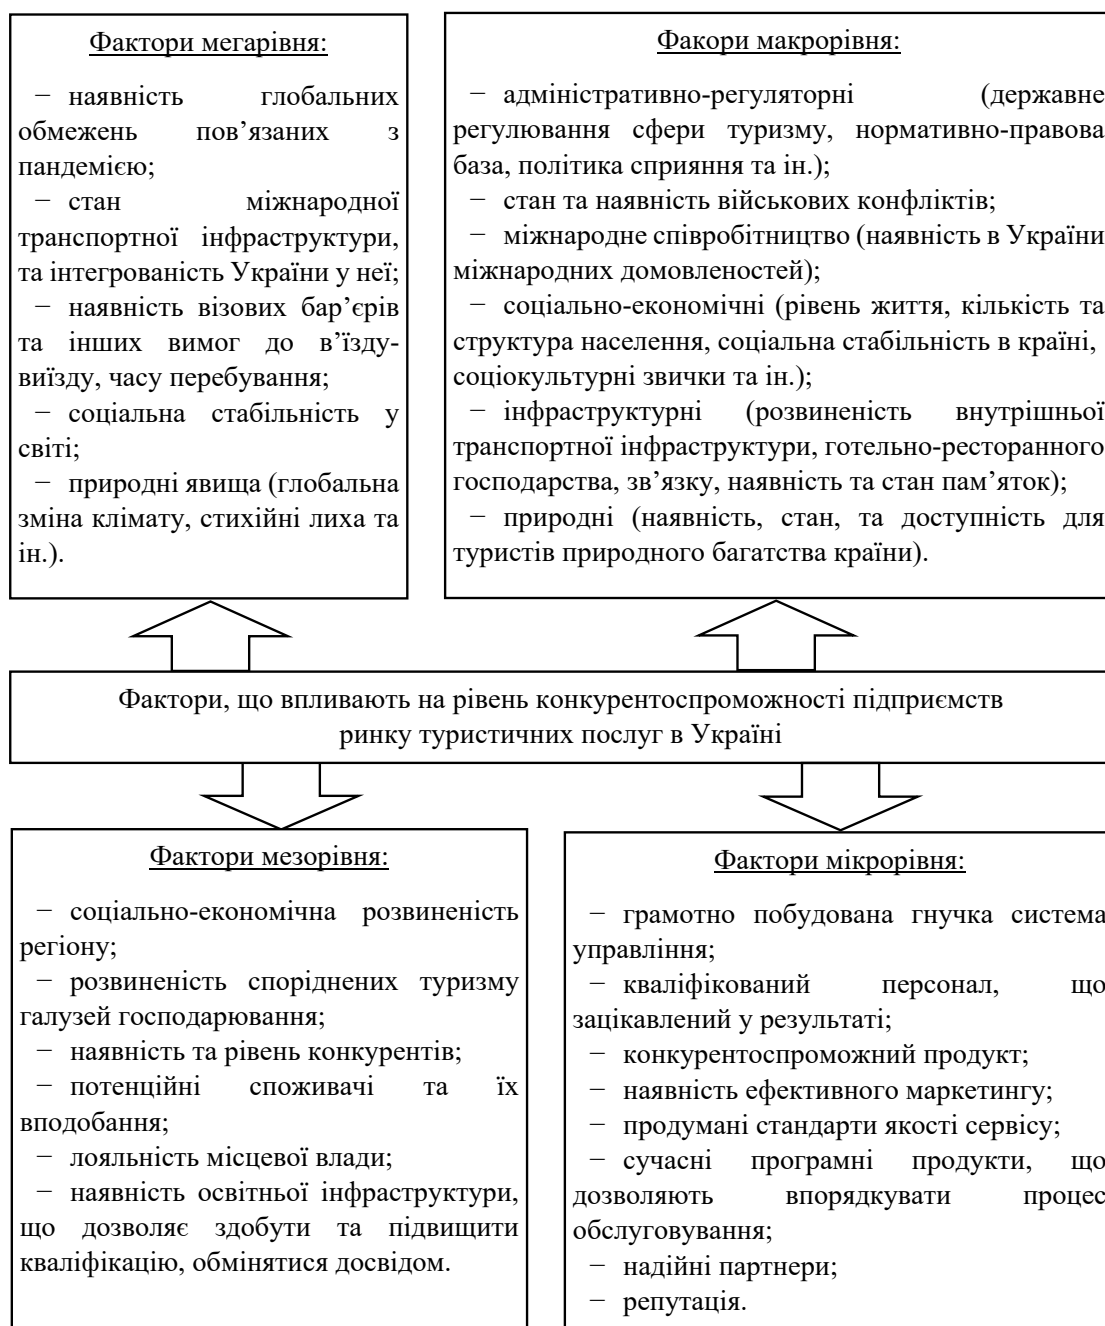 Фактори мегарівня:
− наявність глобальних
обмежень пов’язаних з
пандемією;
− стан міжнародної
транспортної інфраструктури,
та інтегрованість України у неї;
− наявність візових бар’єрів
та інших вимог до в’їзду-
виїзду, часу перебування;
− соціальна стабільність у
світі;
− природні явища (глобальна
зміна клімату, стихійні лиха та
ін.).
Факори макрорівня:
− адміністративно-регуляторні (державне
регулювання сфери туризму, нормативно-правова
база, політика сприяння та ін.);
− стан та наявність військових конфліктів;
− міжнародне співробітництво (наявність в України
міжнародних домовленостей);
− соціально-економічні (рівень життя, кількість та
структура населення, соціальна стабільність в країні,
соціокультурні звички та ін.);
− інфраструктурні (розвиненість внутрішньої
транспортної інфраструктури, готельно-ресторанного
господарства, зв’язку, наявність та стан пам’яток);
− природні (наявність, стан, та доступність для
туристів природного багатства країни).
Фактори, що впливають на рівень конкурентоспроможності підприємств
ринку туристичних послуг в Україні
Фактори мезорівня:
− соціально-економічна розвиненість
регіону;
− розвиненість споріднених туризму
галузей господарювання;
− наявність та рівень конкурентів;
− потенційні споживачі та їх
вподобання;
− лояльність місцевої влади;
− наявність освітньої інфраструктури,
що дозволяє здобути та підвищити
кваліфікацію, обмінятися досвідом.
Фактори мікрорівня:
− грамотно побудована гнучка система
управління;
− кваліфікований персонал, що
зацікавлений у результаті;
− конкурентоспроможний продукт;
− наявність ефективного маркетингу;
− продумані стандарти якості сервісу;
− сучасні програмні продукти, що
дозволяють впорядкувати процес
обслуговування;
− надійні партнери;
− репутація.